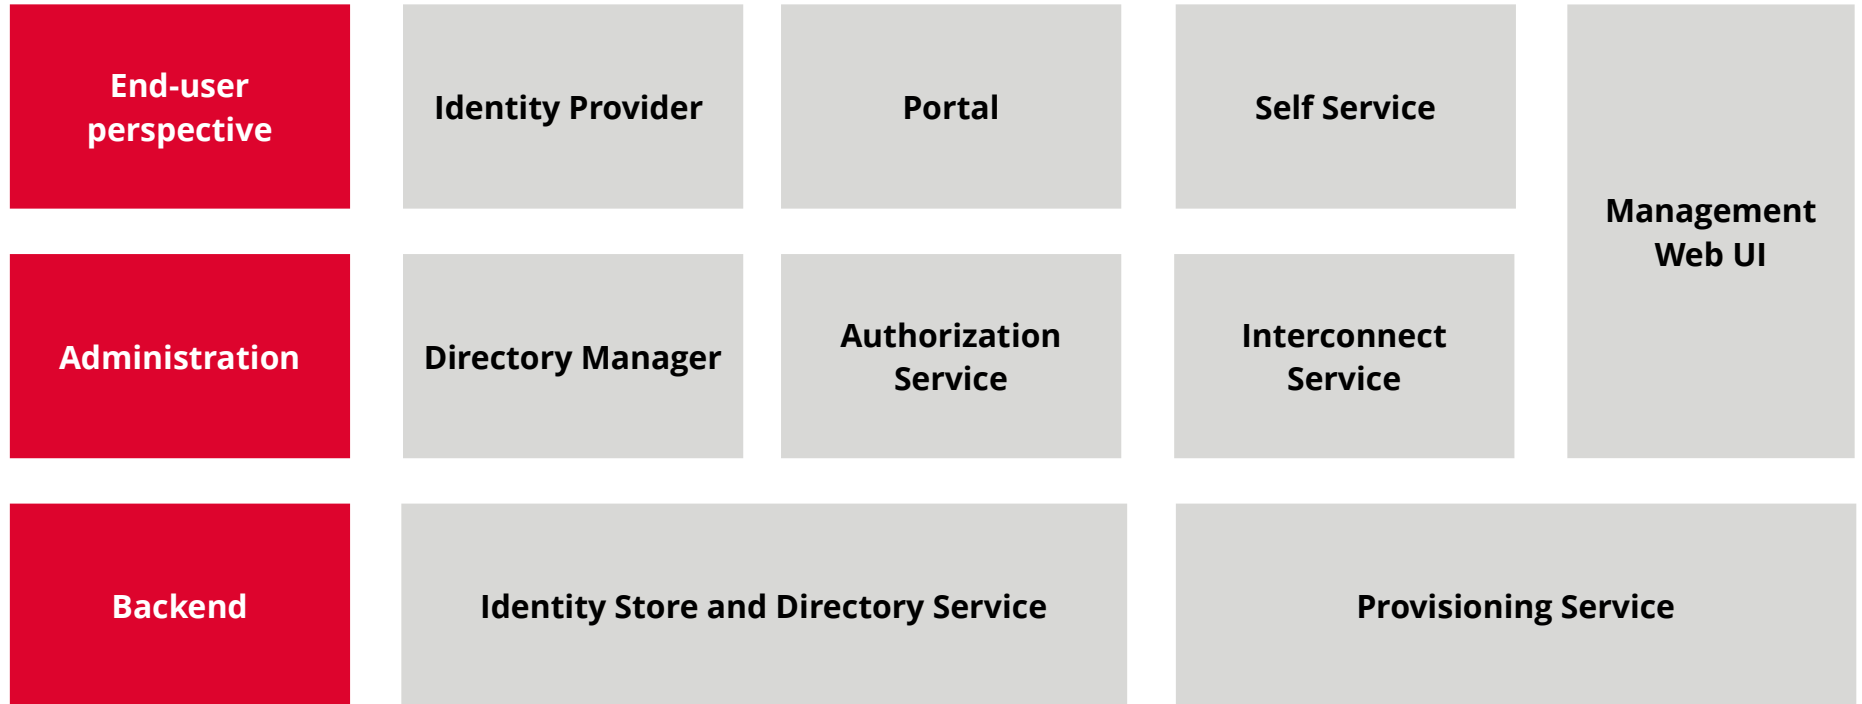 End-user
perspective
Identity Provider
Portal
Self Service
Management
Web UI
Administration
Directory Manager
Authorization
Service
Interconnect
Service
Backend
Identity Store and Directory Service
Provisioning Service